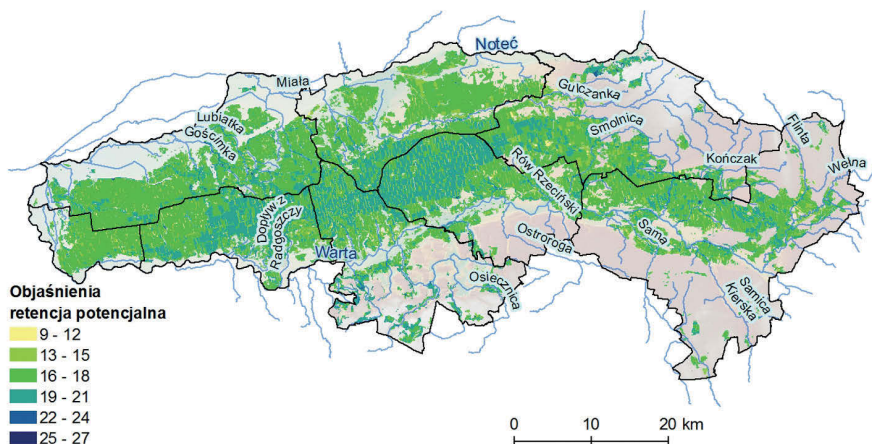 Noteć
Miała
Gulczanka
Lubiatka
Gościmka
Smolnica
Flinta
Kończak
Wełna
Rów Rzeciński
Dopływ z
Radgoszczy
Warta
Ostroroga
Sama
Osiecznica
Samica
Kierska
Objaśnienia
retencja potencjalna
9 - 12
13 - 15
16 - 18
19 - 21
22 - 24
25 - 27
0 10 20 km